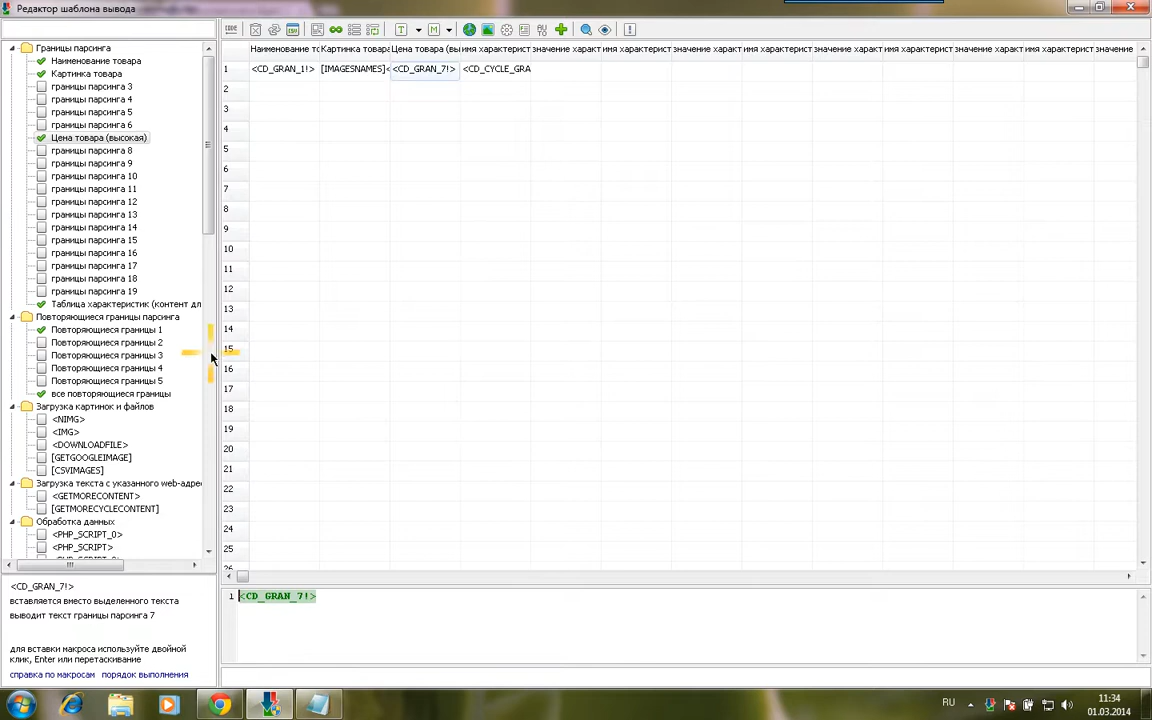 Редактор шаблона вывода
CODE
CSV
T
M
Границы парсинга
Наименование товара
Картинка товара
границы парсинга 3
границы парсинга 4
границы парсинга 5
границы парсинга 6
Цена товара (высокая)
границы парсинга 8
границы парсинга 9
границы парсинга 10
границы парсинга 11
границы парсинга 12
границы парсинга 13
границы парсинга 14
границы парсинга 15
границы парсинга 16
границы парсинга 17
границы парсинга 18
границы парсинга 19
Таблица характеристик (контент дл
Повторяющиеся границы парсинга
Повторяющиеся границы 1
Повторяющиеся границы 2
Повторяющиеся границы 3
Повторяющиеся границы 4
Повторяющиеся границы 5
все повторяющиеся границы
Загрузка картинок и файлов
<NIMG>
<IMG>
<DOWNLOADFILE>
[GETGOOGLEIMAGE]
[CSVIMAGES]
Загрузка текста с указанного web-адре
<GETMORECONTENT>
[GETMORECYCLECONTENT]
Обработка данных
<PHP_SCRIPT_0>
<PHP_SCRIPT>
<CD_GRAN_7!>
вставляется вместо выделенного текста
выводит текст границы парсинга 7
для вставки макроса используйте двойной
клик, Enter или перетаскивание
справка по макросам порядок выполнения
Наименование то Картинка товара Цена товара (вы имя характерист значение характ имя характерист значение характ имя характерист значение характ имя характерист значение характ имя характерист значение
1 <CD_GRAN_1!> [IMAGESNAMES]< <CD_GRAN_7!> <CD_CYCLE_GRA
2
3
4
5
6
7
8
9
10
11
12
13
14
15
16
17
18
19
20
21
22
23
24
25
26
1 <CD_GRAN_7!>
RU
11:34
01.03.2014